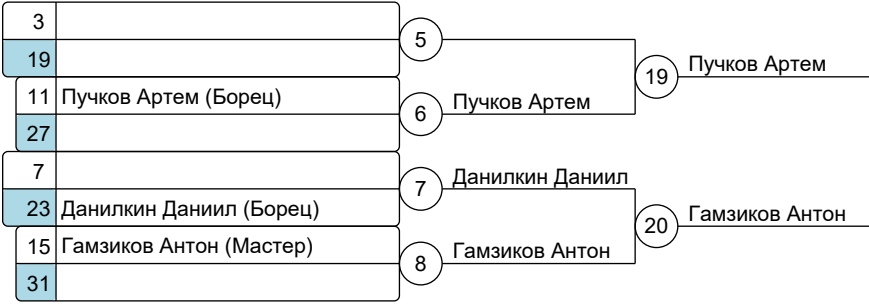 3
19
5
11 Пучков Артем (Борец)
27
6
Пучков Артем
19
Пучков Артем
7
23 Данилкин Даниил (Борец)
7
Данилкин Даниил
15 Гамзиков Антон (Мастер)
31
8
Гамзиков Антон
20
Гамзиков Антон